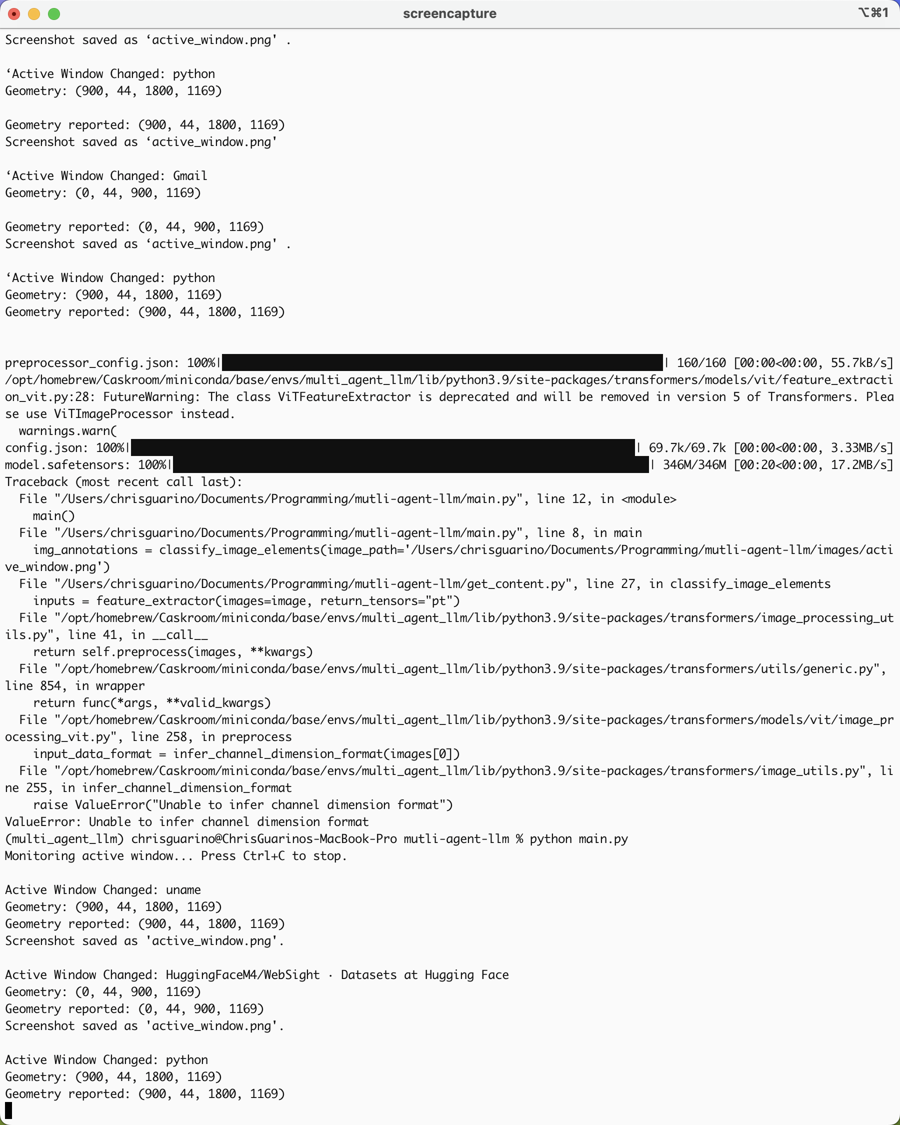 screencapture
⌥⌘1
Screenshot saved as ‘active_window.png' .
‘Active Window Changed: python
Geometry: (900, 44, 1800, 1169)
Geometry reported: (900, 44, 1800, 1169)
Screenshot saved as ‘active_window.png'
‘Active Window Changed: Gmail
Geometry: (0, 44, 900, 1169)
Geometry reported: (0, 44, 900, 1169)
Screenshot saved as ‘active_window.png' .
‘Active Window Changed: python
Geometry: (900, 44, 1800, 1169)
Geometry reported: (900, 44, 1800, 1169)
preprocessor_config.json: 100%| | 160/160 [00:00<00:00, 55.7kB/s]
/opt/homebrew/Caskroom/miniconda/base/envs/multi_agent_llm/lib/python3.9/site-packages/transformers/models/vit/feature_extracti
on_vit.py:28: FutureWarning: The class ViTFeatureExtractor is deprecated and will be removed in version 5 of Transformers. Plea
se use ViTImageProcessor instead.
  warnings.warn(
config.json: 100%| | 69.7k/69.7k [00:00<00:00, 3.33MB/s]
model.safetensors: 100%| | 346M/346M [00:20<00:00, 17.2MB/s]
Traceback (most recent call last):
  File "/Users/chrisguarino/Documents/Programming/mutli-agent-llm/main.py", line 12, in <module>
    main()
  File "/Users/chrisguarino/Documents/Programming/mutli-agent-llm/main.py", line 8, in main
    img_annotations = classify_image_elements(image_path='/Users/chrisguarino/Documents/Programming/mutli-agent-llm/images/acti
ve_window.png')
  File "/Users/chrisguarino/Documents/Programming/mutli-agent-llm/get_content.py", line 27, in classify_image_elements
    inputs = feature_extractor(images=image, return_tensors="pt")
  File "/opt/homebrew/Caskroom/miniconda/base/envs/multi_agent_llm/lib/python3.9/site-packages/transformers/image_processing_ut
ils.py", line 41, in __call__
    return self.preprocess(images, **kwargs)
  File "/opt/homebrew/Caskroom/miniconda/base/envs/multi_agent_llm/lib/python3.9/site-packages/transformers/utils/generic.py",
line 854, in wrapper
    return func(*args, **valid_kwargs)
  File "/opt/homebrew/Caskroom/miniconda/base/envs/multi_agent_llm/lib/python3.9/site-packages/transformers/models/vit/image_pr
ocessing_vit.py", line 258, in preprocess
    input_data_format = infer_channel_dimension_format(images[0])
  File "/opt/homebrew/Caskroom/miniconda/base/envs/multi_agent_llm/lib/python3.9/site-packages/transformers/image_utils.py", li
ne 255, in infer_channel_dimension_format
    raise ValueError("Unable to infer channel dimension format")
ValueError: Unable to infer channel dimension format
(multi_agent_llm) chrisguarino@ChrisGuarinos-MacBook-Pro mutli-agent-llm % python main.py
Monitoring active window... Press Ctrl+C to stop.
Active Window Changed: uname
Geometry: (900, 44, 1800, 1169)
Geometry reported: (900, 44, 1800, 1169)
Screenshot saved as 'active_window.png'.
Active Window Changed: HuggingFaceM4/WebSight · Datasets at Hugging Face
Geometry: (0, 44, 900, 1169)
Geometry reported: (0, 44, 900, 1169)
Screenshot saved as 'active_window.png'.
Active Window Changed: python
Geometry: (900, 44, 1800, 1169)
Geometry reported: (900, 44, 1800, 1169)